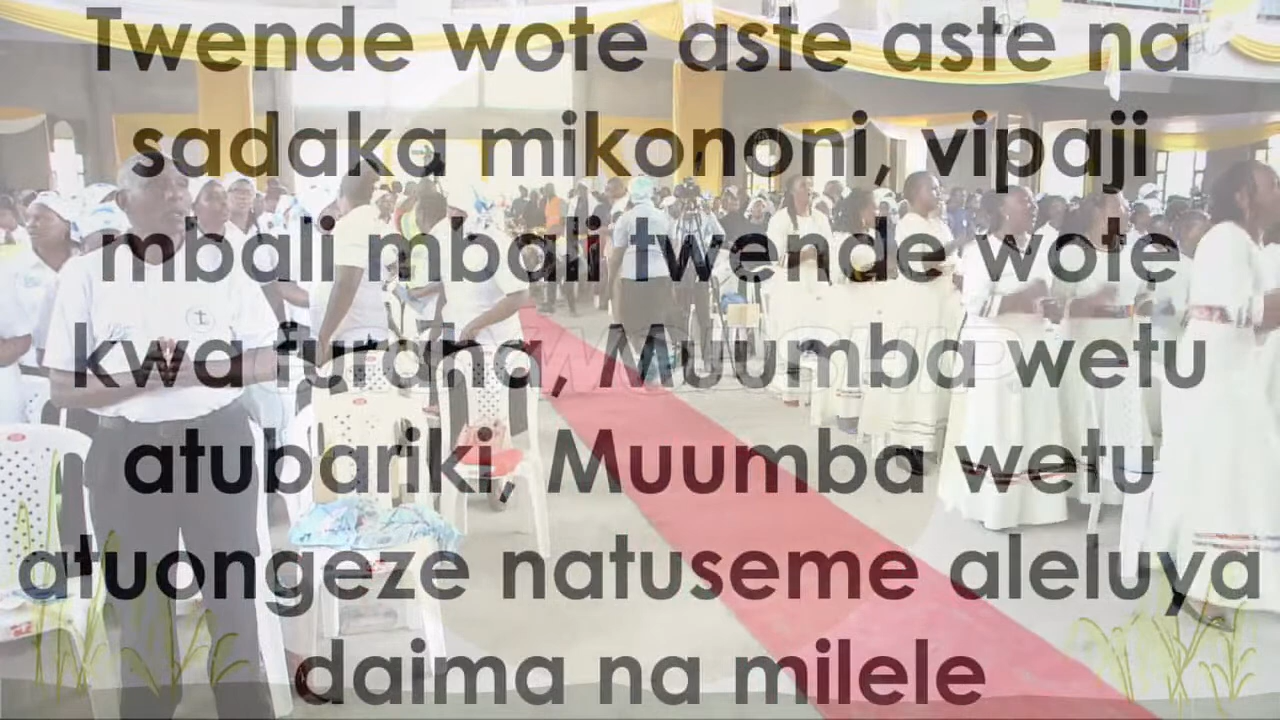 Twende wote aste aste na
sadaka mikononi, vipaji
mbali mbali twende wote
kwa furaha, Muumba wetu
atubariki, Muumba wetu
atuongeze natuseme aleluya
daima na milele